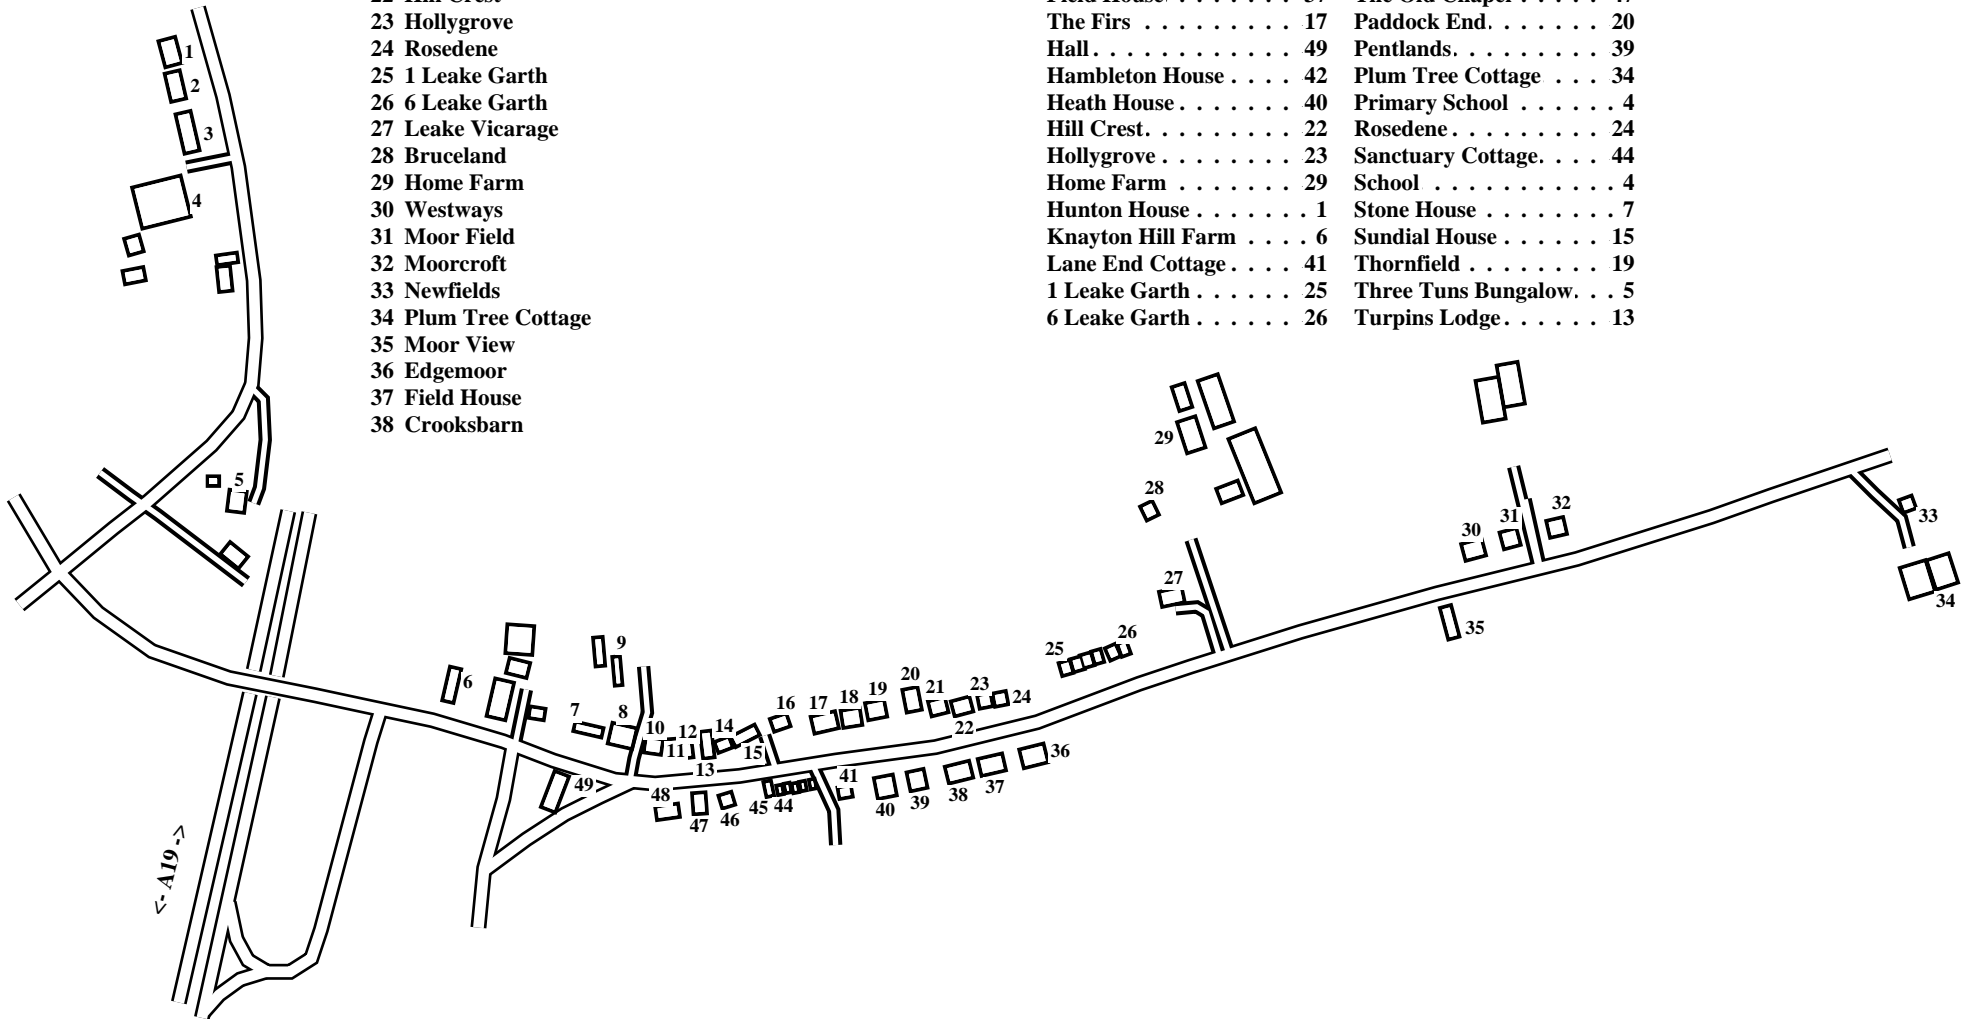 23 Hollygrove
24 Rosedene
25 1 Leake Garth
26 6 Leake Garth
27 Leake Vicarage
28 Bruceland
29 Home Farm
30 Westways
31 Moor Field
32 Moorcroft
33 Newfields
34 Plum Tree Cottage
35 Moor View
36 Edgemoor
37 Field House
38 Crooksbarn
The Firs . . . . . . . . 17
Hall . . . . . . . . . . . . 49
Hambleton House . . . . 42
Heath House . . . . . . . 40
Hill Crest . . . . . . . . . 22
Hollygrove . . . . . . . . 23
Home Farm . . . . . . . 29
Hunton House . . . . . . . 1
Knayton Hill Farm . . . . 6
Lane End Cottage . . . . 41
1 Leake Garth . . . . . . 25
6 Leake Garth . . . . . . 26
Paddock End . . . . . . . 20
Pentlands . . . . . . . . . 39
Plum Tree Cottage . . . 34
Primary School . . . . . . 4
Rosedene . . . . . . . . . 24
Sanctuary Cottage . . . . 44
School . . . . . . . . . . . 4
Stone House . . . . . . . . 7
Sundial House . . . . . . 15
Thornfield . . . . . . . . 19
Three Tuns Bungalow . . . 5
Turpins Lodge . . . . . . 13
1
2
3
4
5
6
7
8
9
10
11
12
13
14
15
16
17
18
19
20
21
22
23
24
25
26
27
28
29
30
31
32
33
34
35
36
37
38
39
40
41
44
45
46
47
48
49
<- A19 ->